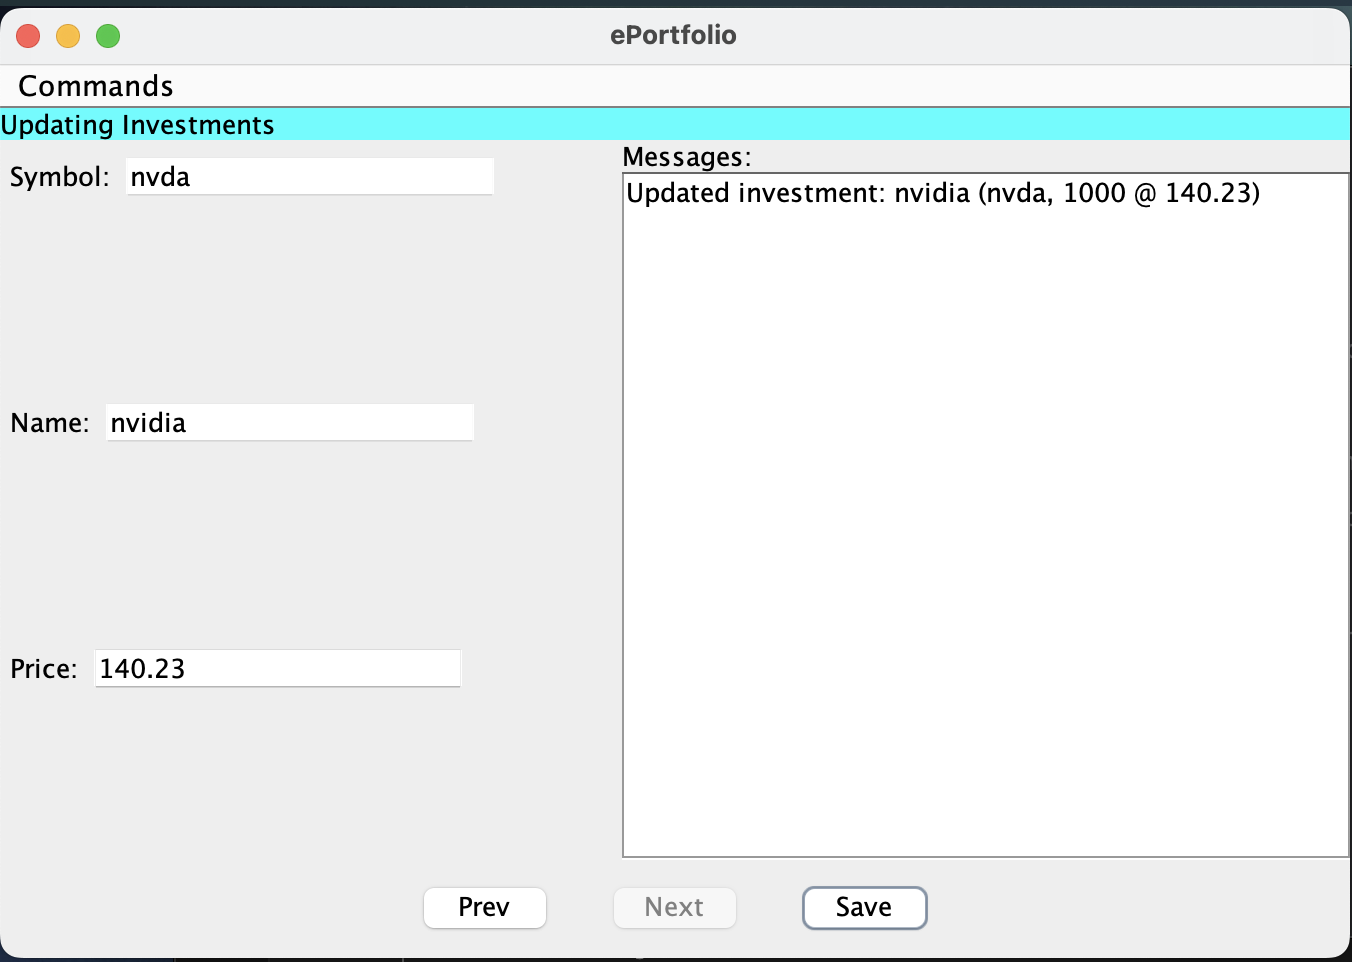 ePortfolio
Commands
Updating Investments
Symbol: nvda
Name: nvidia
Price: 140.23
Messages:
Updated investment: nvidia (nvda, 1000 @ 140.23)
Prev
Next
Save